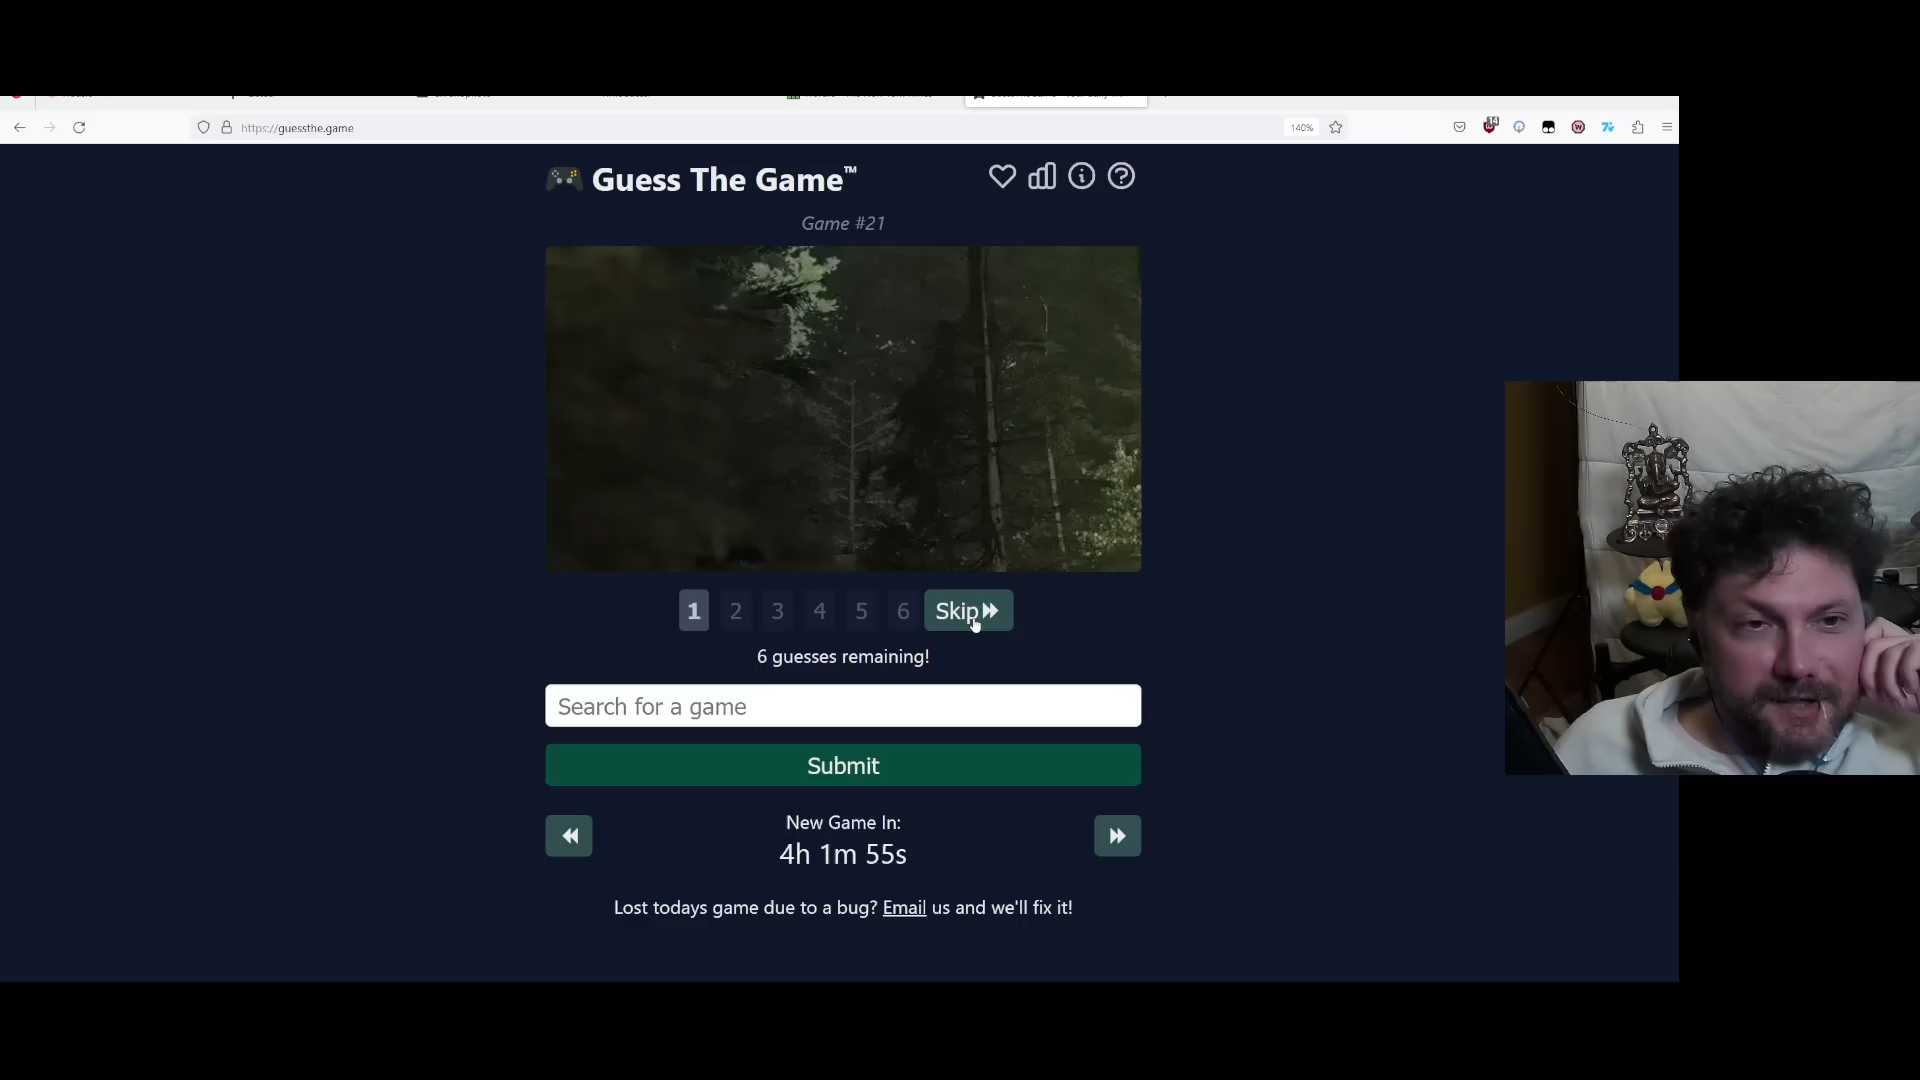 https://guessthe.game
140%
14
Guess The Game™
Game #21
1 2 3 4 5 6 Skip
6 guesses remaining!
Search for a game
Submit
New Game In:
4h 1m 55s
Lost todays game due to a bug? Email us and we'll fix it!